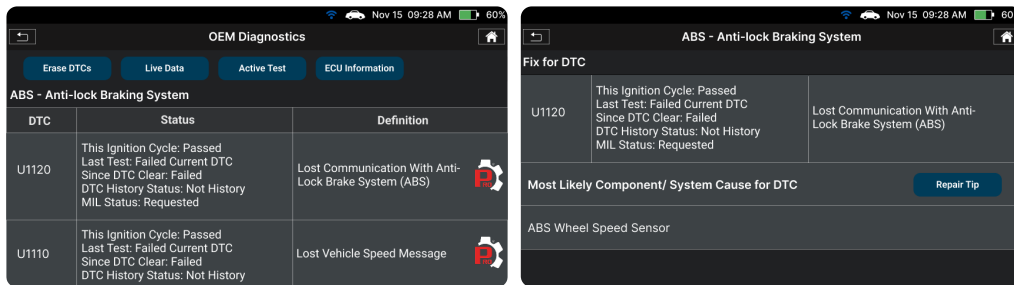 Nov 15 09:28 AM 60%
OEM Diagnostics
Erase DTCs Live Data Active Test ECU Information
ABS - Anti-lock Braking System
DTC Status Definition
U1120
This Ignition Cycle: Passed
Last Test: Failed Current DTC
Since DTC Clear: Failed
DTC History Status: Not History
MIL Status: Requested
Lost Communication With Anti-
Lock Brake System (ABS)
U1110
This Ignition Cycle: Passed
Last Test: Failed Current DTC
Since DTC Clear: Failed
DTC History Status: Not History
Lost Vehicle Speed Message
Nov 15 09:28 AM 60
ABS - Anti-lock Braking System
Fix for DTC
U1120
This Ignition Cycle: Passed
Last Test: Failed Current DTC
Since DTC Clear: Failed
DTC History Status: Not History
MIL Status: Requested
Lost Communication With Anti-
Lock Brake System (ABS)
Most Likely Component/ System Cause for DTC
Repair Tip
ABS Wheel Speed Sensor